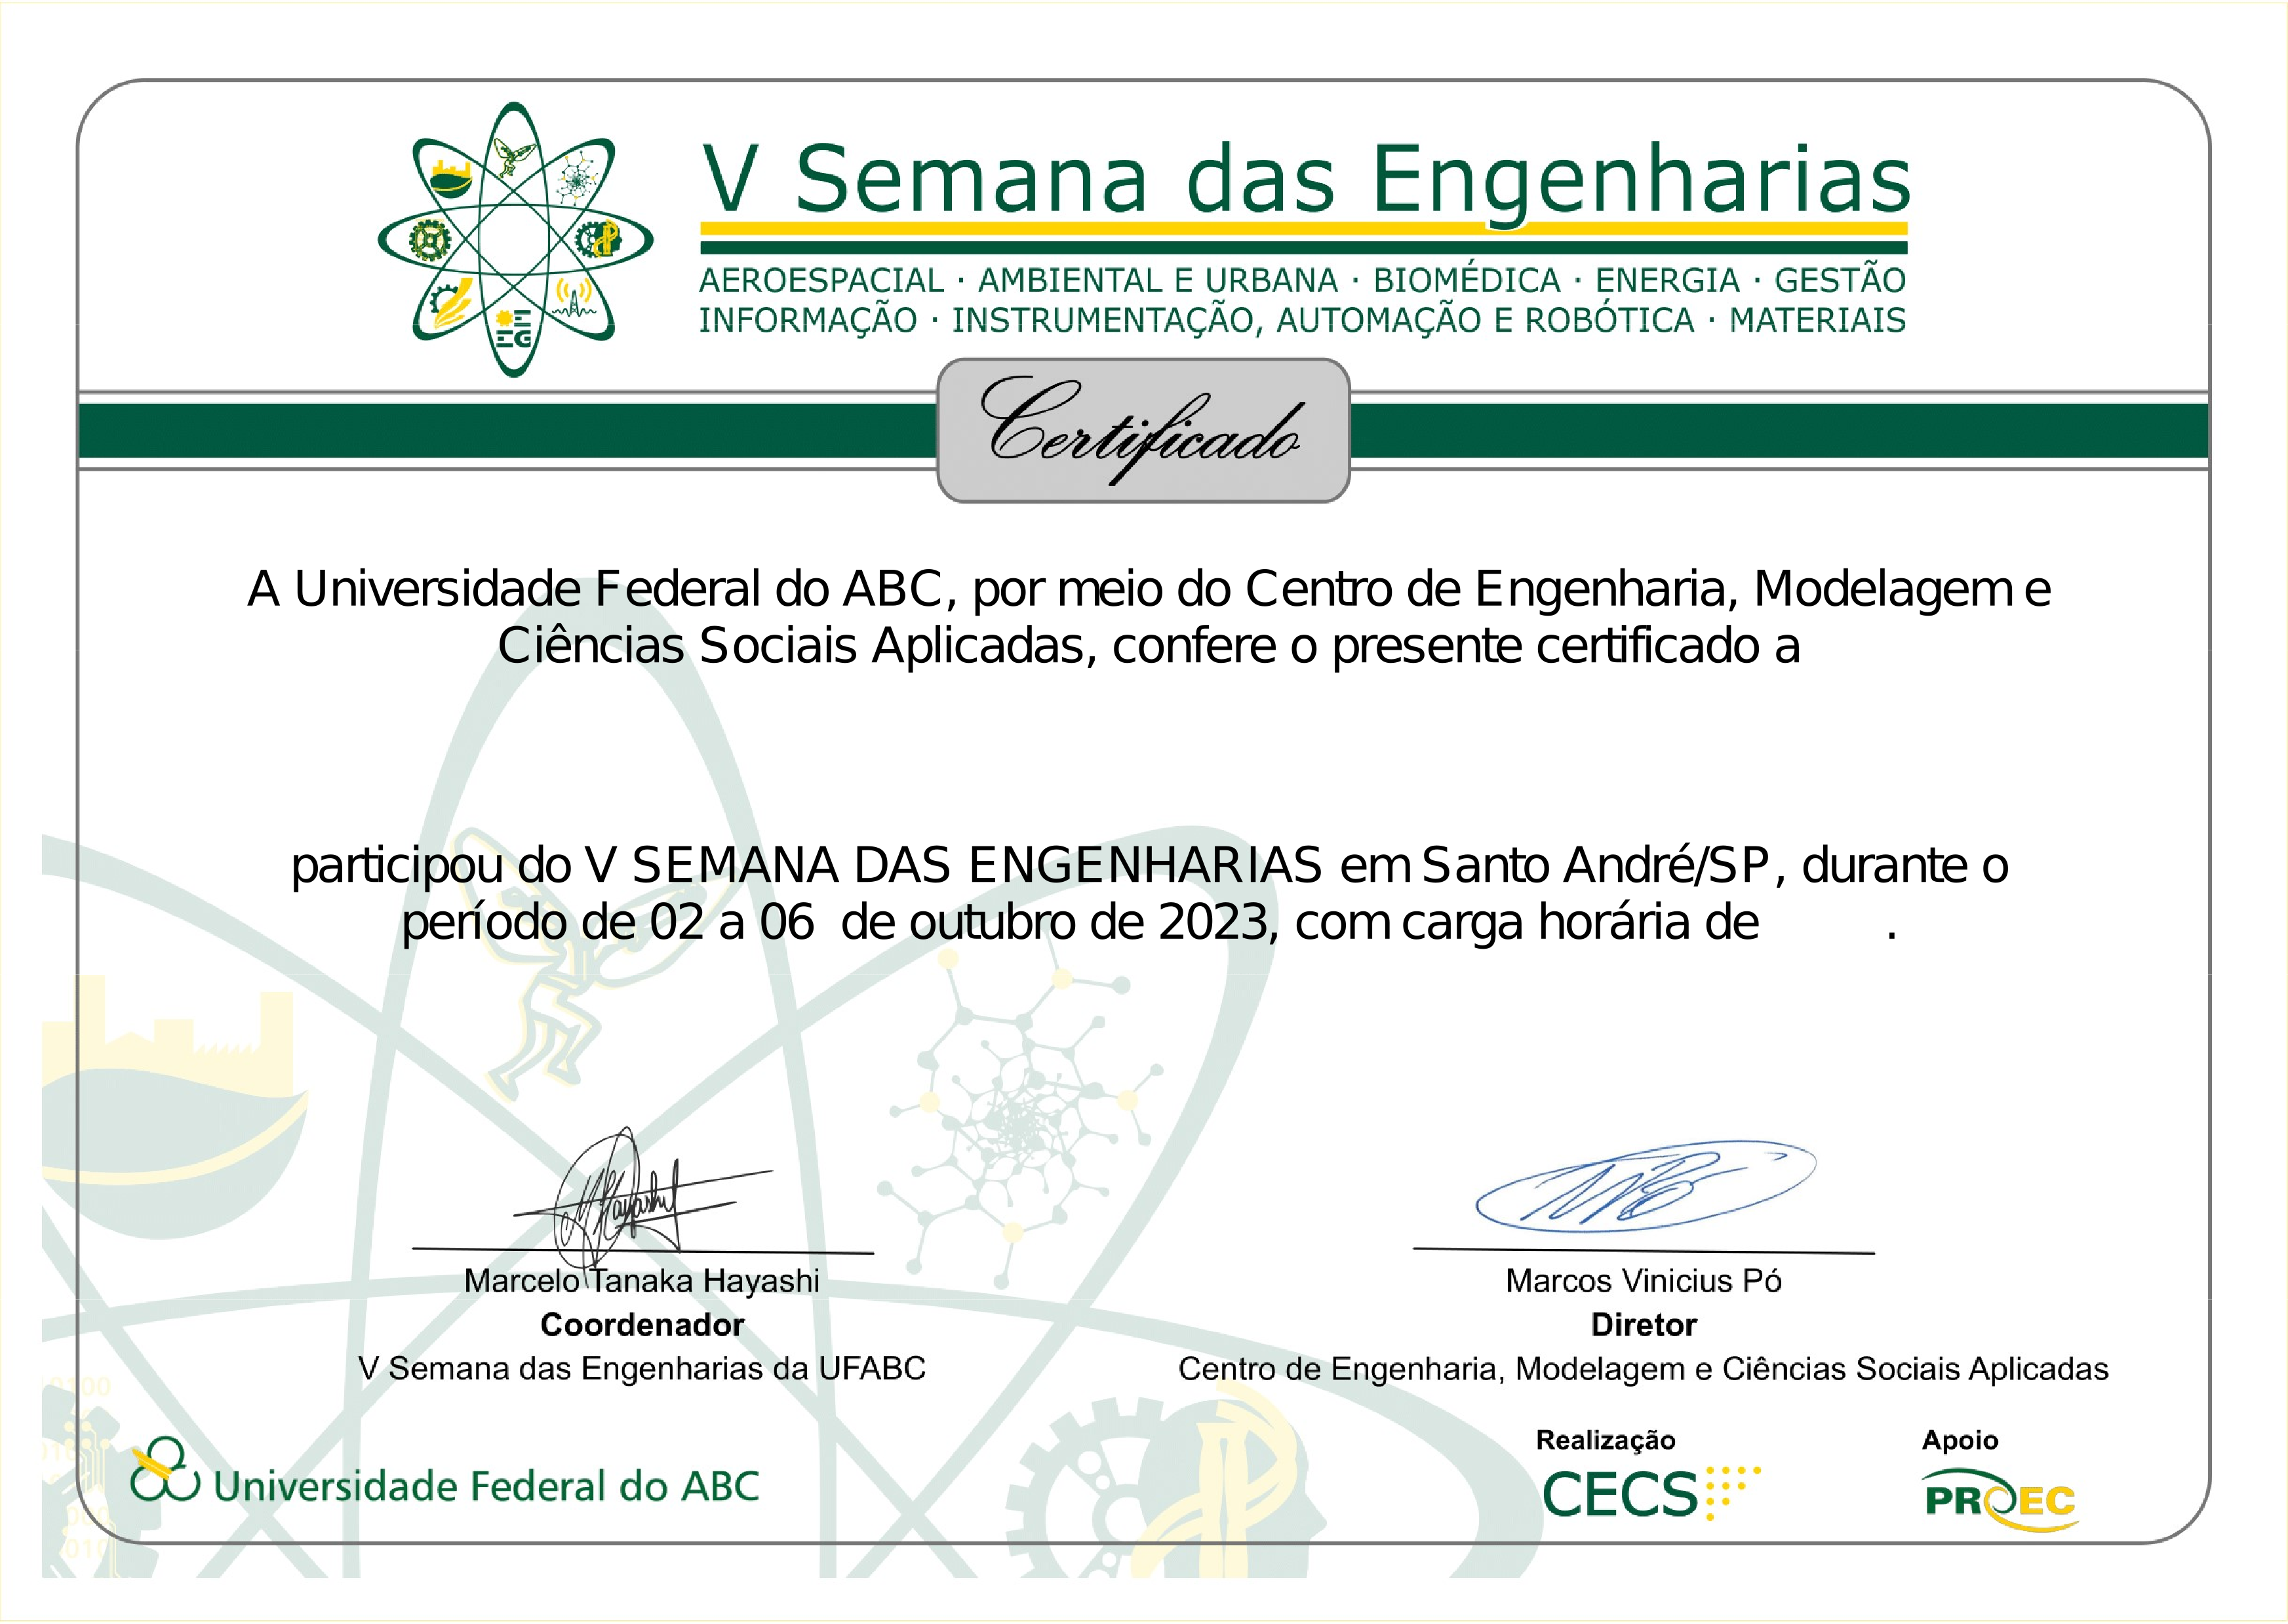 V Semana das Engenharias
AEROESPACIAL · AMBIENTAL E URBANA · BIOMÉDICA · ENERGIA · GESTÃO
INFORMAÇÃO · INSTRUMENTAÇÃO, AUTOMAÇÃO E ROBÓTICA · MATERIAIS
Certificado
A Universidade Federal do ABC, por meio do Centro de Engenharia, Modelagem e
Ciências Sociais Aplicadas, confere o presente certificado a
participou do V SEMANA DAS ENGENHARIAS em Santo André/SP, durante o
período de 02 a 06 de outubro de 2023, com carga horária de .
Marcelo Tanaka Hayashi
Coordenador
V Semana das Engenharias da UFABC
Marcos Vinicius Pó
Diretor
Centro de Engenharia, Modelagem e Ciências Sociais Aplicadas
Universidade Federal do ABC
Realização
CECS
Apoio
PROEC